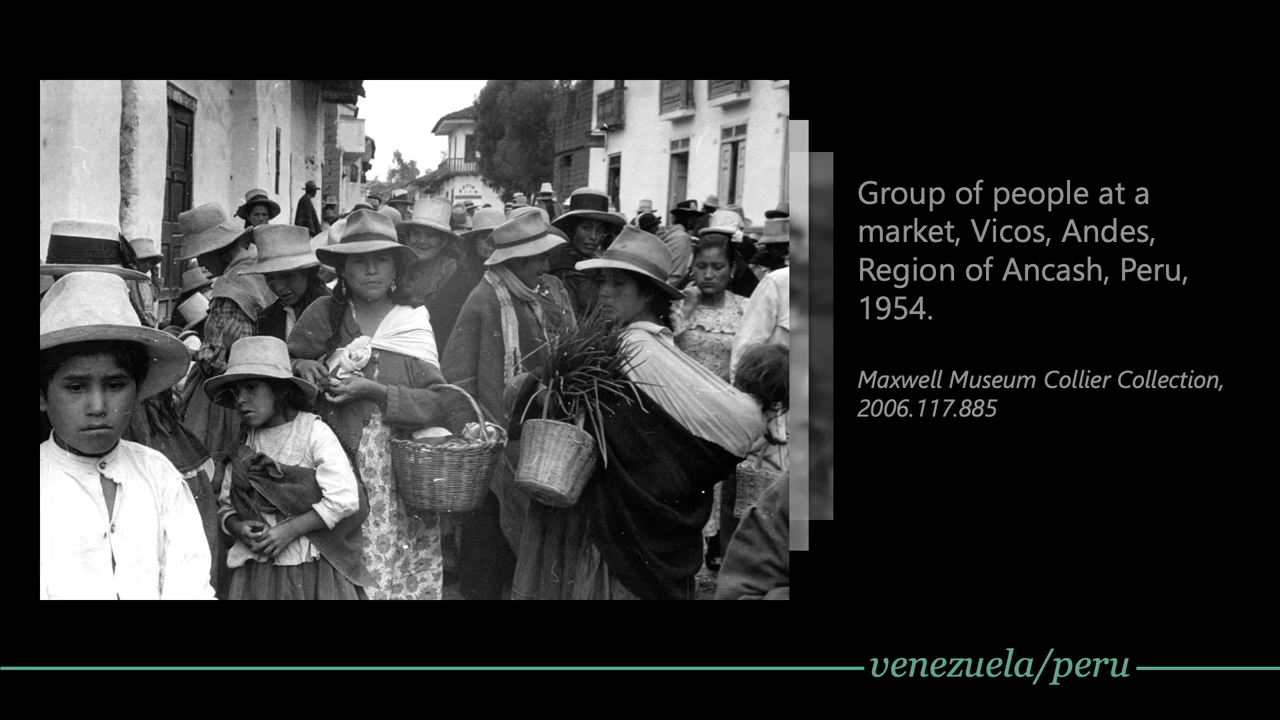 Group of people at a
market, Vicos, Andes,
Region of Ancash, Peru,
1954.
Maxwell Museum Collier Collection,
2006.117.885
venezuela/peru